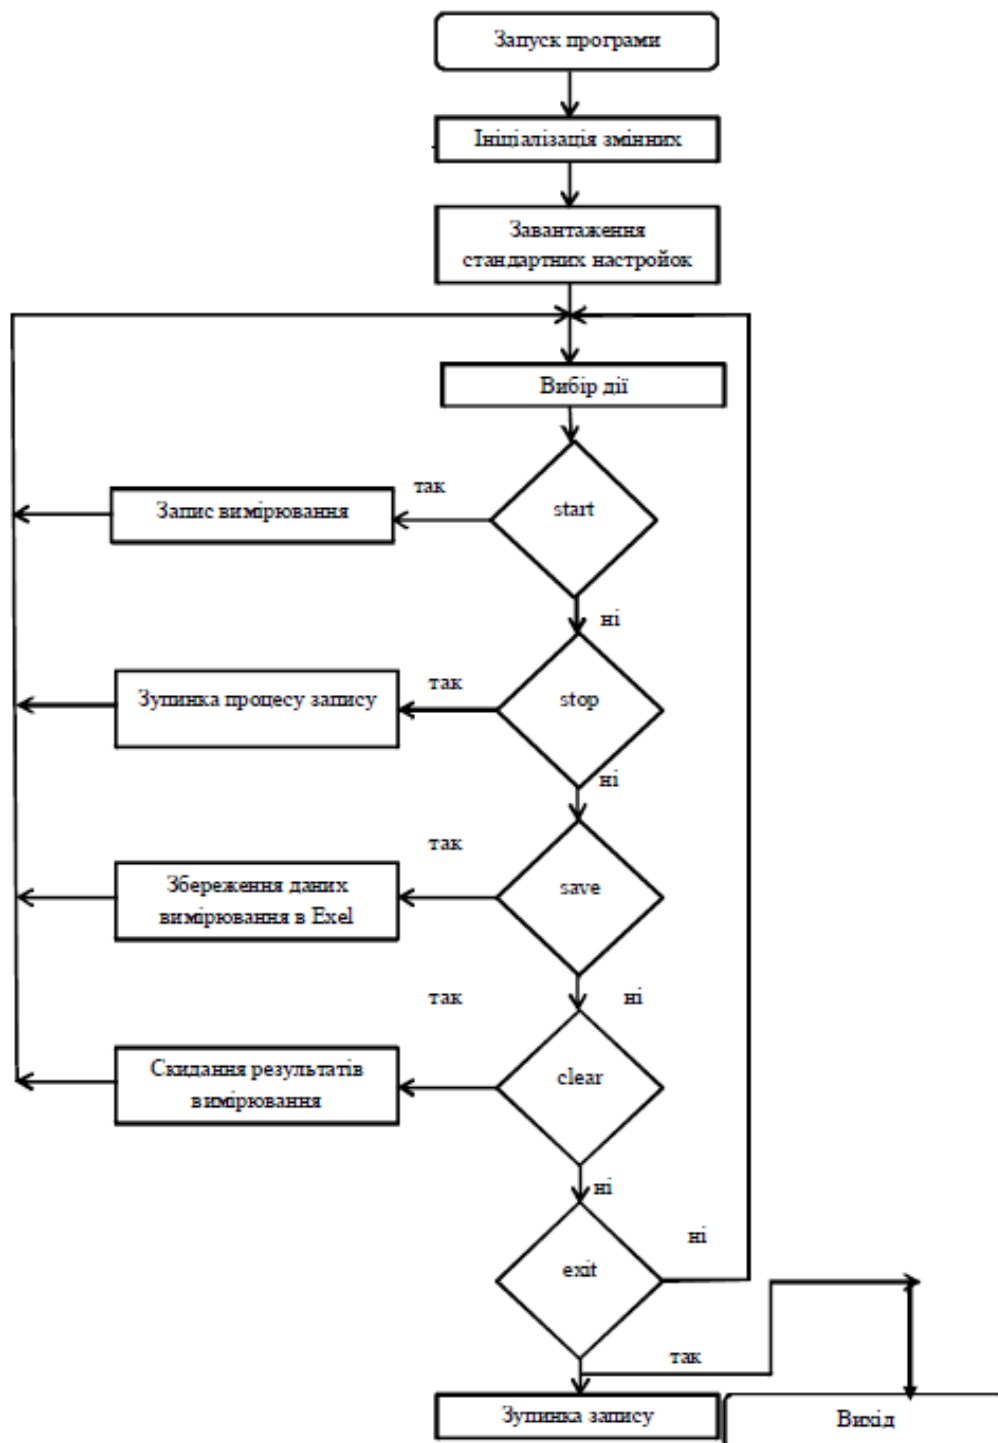 Запуск програми
Ініціалізація змінних
Завантаження
стандартних настройок
Вибір дії
start
так
Запис вимірювання
ні
stop
так
Зупинка процесу запису
ні
save
так
Збереження даних
вимірювання в Exel
ні
clear
так
Скидання результатів
вимірювання
ні
exit
ні
так
Зупинка запису
Вихід